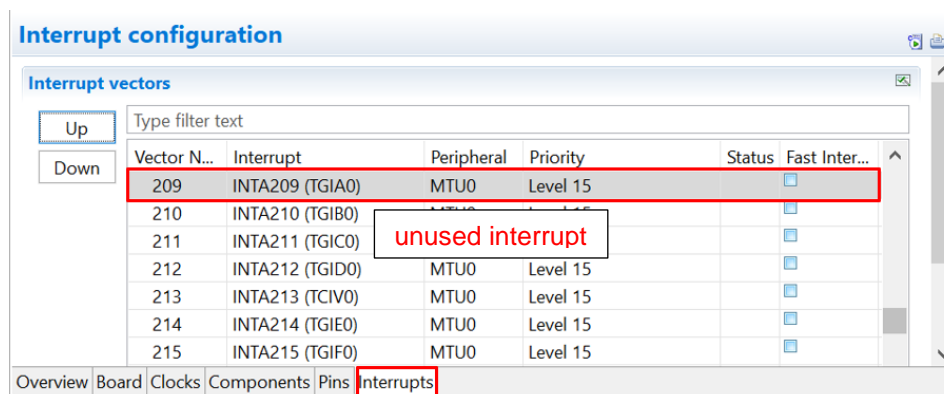 Interrupt configuration
Interrupt vectors
Up
Down
Type filter text
Vector N... Interrupt Peripheral Priority Status Fast Inter...
209 INTA209 (TGIA0) MTU0 Level 15
210 INTA210 (TGIB0)
211 INTA211 (TGIC0)
unused interrupt
212 INTA212 (TGID0) MTU0 Level 15
213 INTA213 (TCIV0) MTU0 Level 15
214 INTA214 (TGIE0) MTU0 Level 15
215 INTA215 (TGIF0) MTU0 Level 15
Overview Board Clocks Components Pins Interrupts